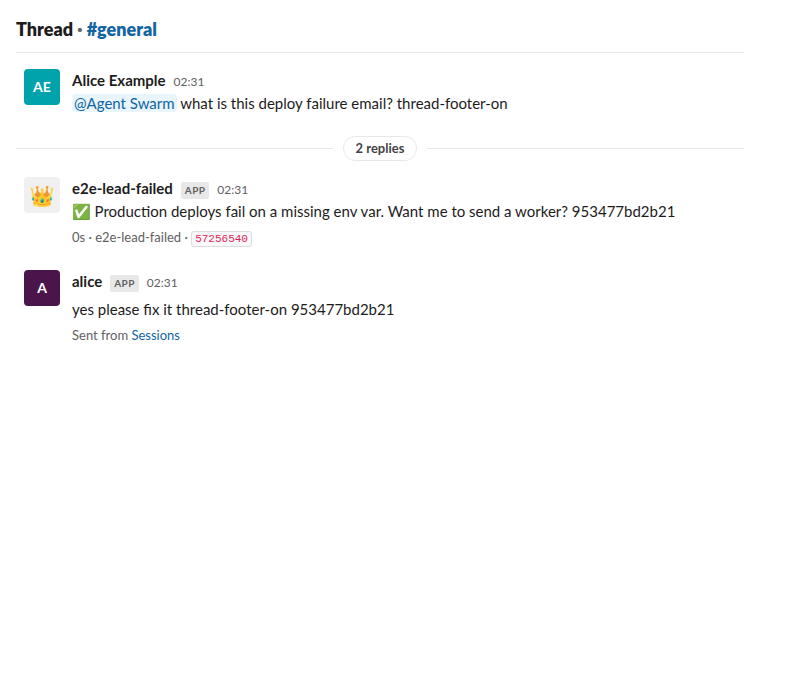 Thread • #general
AE
Alice Example 02:31
@Agent Swarm what is this deploy failure email? thread-footer-on
2 replies
e2e-lead-failed APP 02:31
✅ Production deploys fail on a missing env var. Want me to send a worker? 953477bd2b21
0s · e2e-lead-failed · 57256540
A
alice APP 02:31
yes please fix it thread-footer-on 953477bd2b21
Sent from Sessions